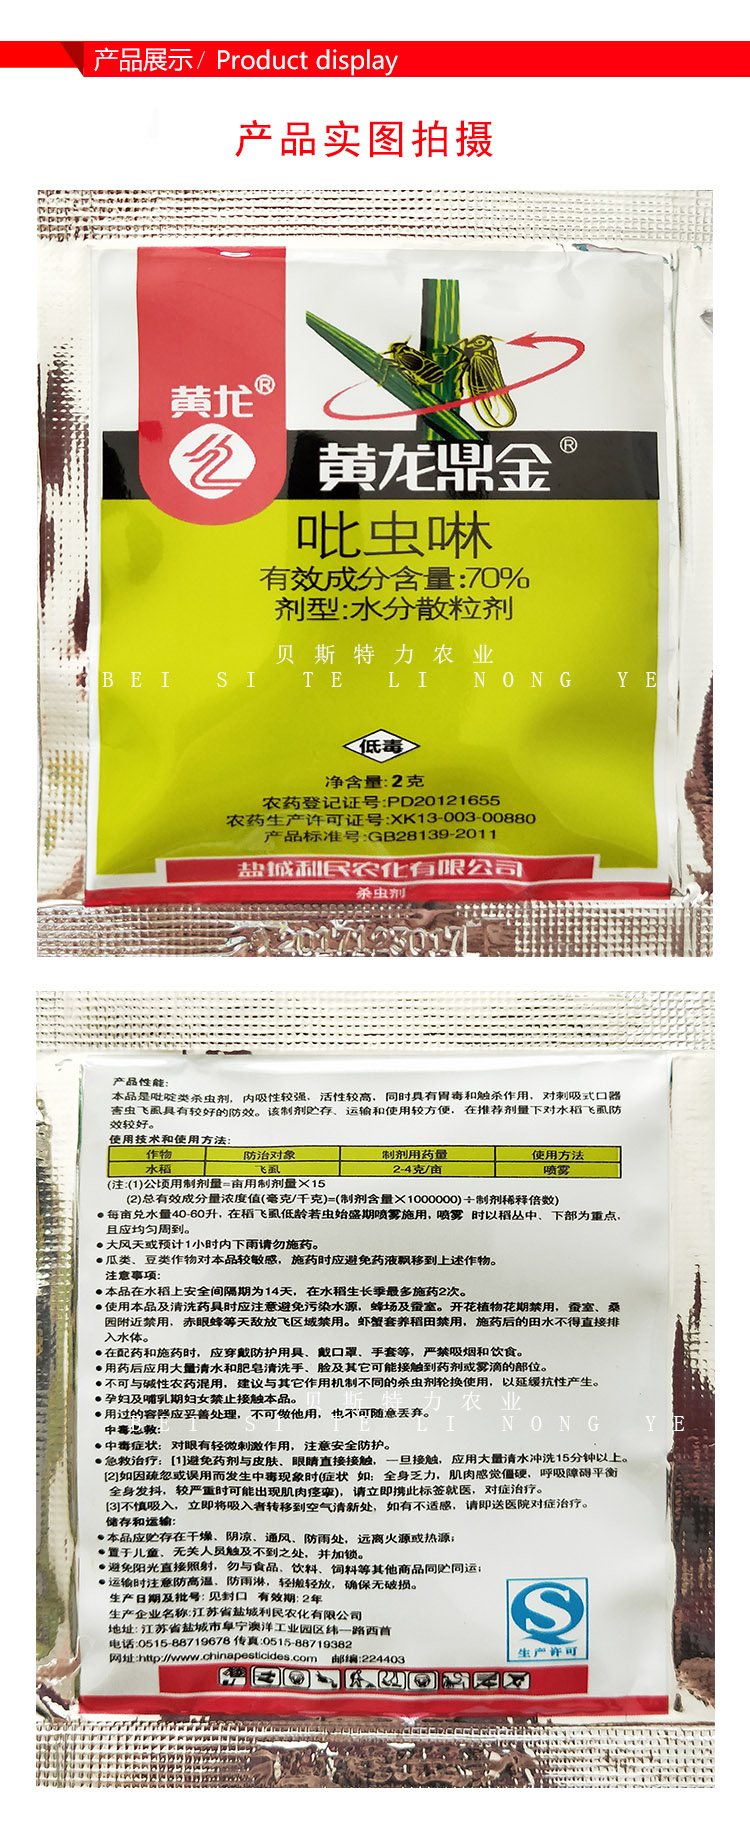 产品展示/ Product display
产品实图拍摄
黄龙®
黄龙鼎金®
吡虫啉
有效成分含量:70%
剂型:水分散粒剂
贝斯特力农业
BEI SI TE LI NONG YE
低毒
净含量:2克
农药登记证号:PD20121655
农药生产许可证号:XK13-003-00880
产品标准号:GB28139-2011
盐城利民农化有限公司
杀虫剂
产品性能:
本品是吡啶类杀虫剂,内吸性较强,活性较高,同时具有胃毒和触杀作用,对刺吸式口器
害虫飞虱具有较好的防效。该制剂贮存、运输和使用较方便,在推荐剂量下对水稻飞虱防
效较好。
使用技术和使用方法:
作物 防治对象 制剂用药量 使用方法
水稻 飞虱 2-4克/亩 喷雾
(注:(1)公顷用制剂量=亩用制剂量×15
(2)总有效成分量浓度值(毫克/千克)=(制剂含量×1000000)÷制剂稀释倍数)
●每亩兑水量40-60升,在稻飞虱低龄若虫始盛期喷雾施用,喷雾 时以稻丛中、下部为重点,
且应均匀周到。
●大风天或预计1小时内下雨请勿施药。
●瓜类、豆类作物对本品较敏感,施药时应避免药液飘移到上述作物。
注意事项:
●本品在水稻上安全间隔期为14天,在水稻生长季最多施药2次。
●使用本品及清洗药具时应注意避免污染水源,蜂场及蚕室。开花植物花期禁用,蚕室、桑
园附近禁用,赤眼蜂等天敌放飞区域禁用。虾蟹套养稻田禁用,施药后的田水不得直接排
入水体。
●在配药和施药时,应穿戴防护用具、戴口罩、手套等,严禁吸烟和饮食。
●用药后应用大量清水和肥皂清洗手、脸及其它可能接触到药剂或雾滴的部位。
●不可与碱性农药混用,建议与其它作用机制不同的杀虫剂轮换使用,以延缓抗性产生。
●孕妇及哺乳期妇女禁止接触本品。
贝斯特力农业
●用过的容器应妥善处理,不可做他用,也不可随意丢弃。
BEI SI TE LI NONG YE
中毒急救:
●中毒症状:对眼有轻微刺激作用,注意安全防护。
●急救治疗:[1]避免药剂与皮肤、眼睛直接接触,一旦接触,应用大量清水冲洗15分钟以上。
[2]如因疏忽或误用而发生中毒现象时(症状 如:全身乏力,肌肉感觉僵硬,呼吸障碍平衡
全身发抖,较严重时可能出现肌肉痉挛),请立即携此标签就医,对症治疗。
[3]不慎吸入,立即将吸入者转移到空气清新处,如有不适感,请即送医院对症治疗。
储存和运输:
●本品应贮存在干燥、阴凉、通风、防雨处,远离火源或热源;
●置于儿童、无关人员触及不到之处,并加锁。
●避免阳光直接照射,勿与食品、饮料、饲料等其他商品同贮同运;
●运输时注意防高温、防雨淋,轻搬轻放,确保无破损。
生产日期及批号:见封口 有效期:2年
生产企业名称:江苏省盐城利民农化有限公司
地址:江苏省盐城市阜宁澳洋工业园区纬一路西首
电话:0515-88719678 传真:0515-88719382
网址:http://www.chinapesticides.com 邮编:224403
生产许可